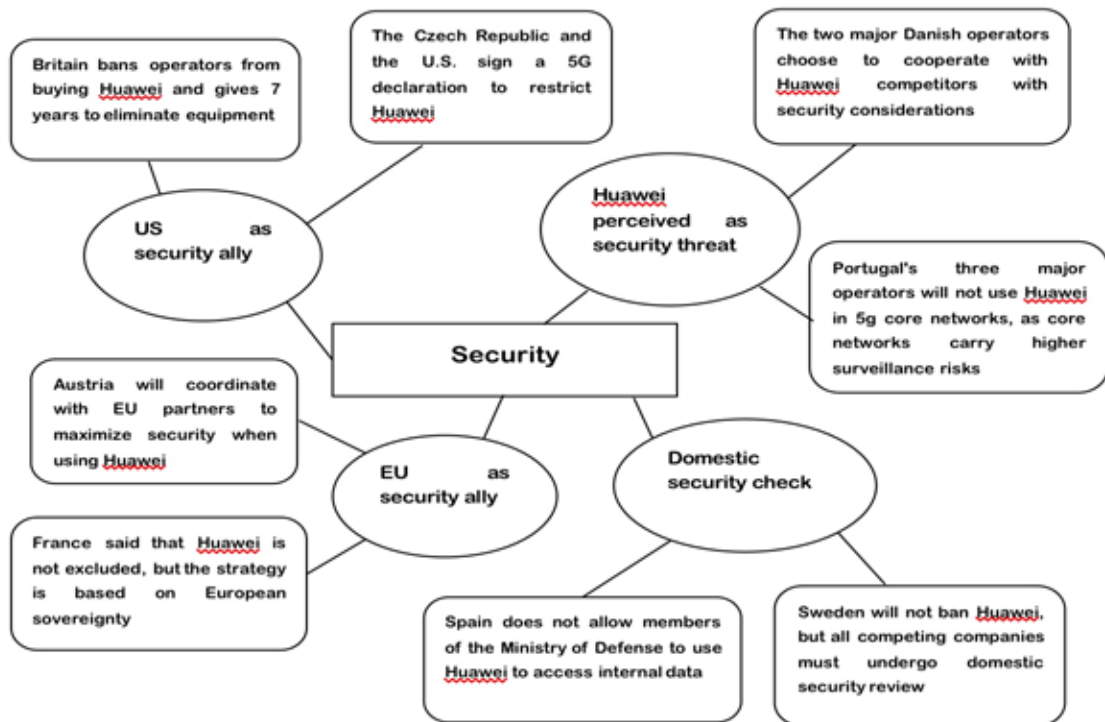 Britain bans operators from
buying Huawei and gives 7
years to eliminate equipment
The Czech Republic and
the U.S. sign a 5G
declaration to restrict
Huawei
The two major Danish operators
choose to cooperate with
Huawei competitors with
security considerations
US as
security ally
Huawei
perceived as
security threat
Portugal's three major
operators will not use Huawei
in 5g core networks, as core
networks carry higher
surveillance risks
Security
Austria will coordinate
with EU partners to
maximize security when
using Huawei
EU as
security ally
Domestic
security check
France said that Huawei is
not excluded, but the strategy
is based on European
sovereignty
Spain does not allow members
of the Ministry of Defense to use
Huawei to access internal data
Sweden will not ban Huawei,
but all competing companies
must undergo domestic
security review